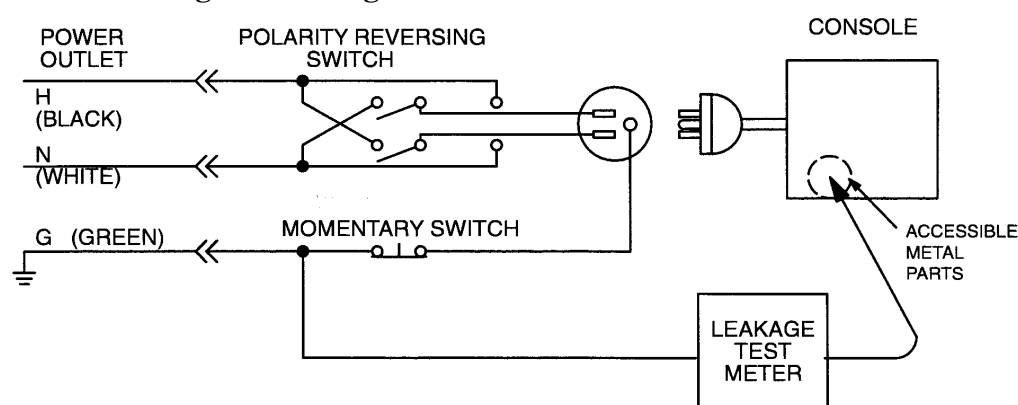 POWER
OUTLET
POLARITY REVERSING
SWITCH
CONSOLE
H
(BLACK)
N
(WHITE)
G (GREEN)
MOMENTARY SWITCH
ACCESSIBLE
METAL
PARTS
LEAKAGE
TEST
METER